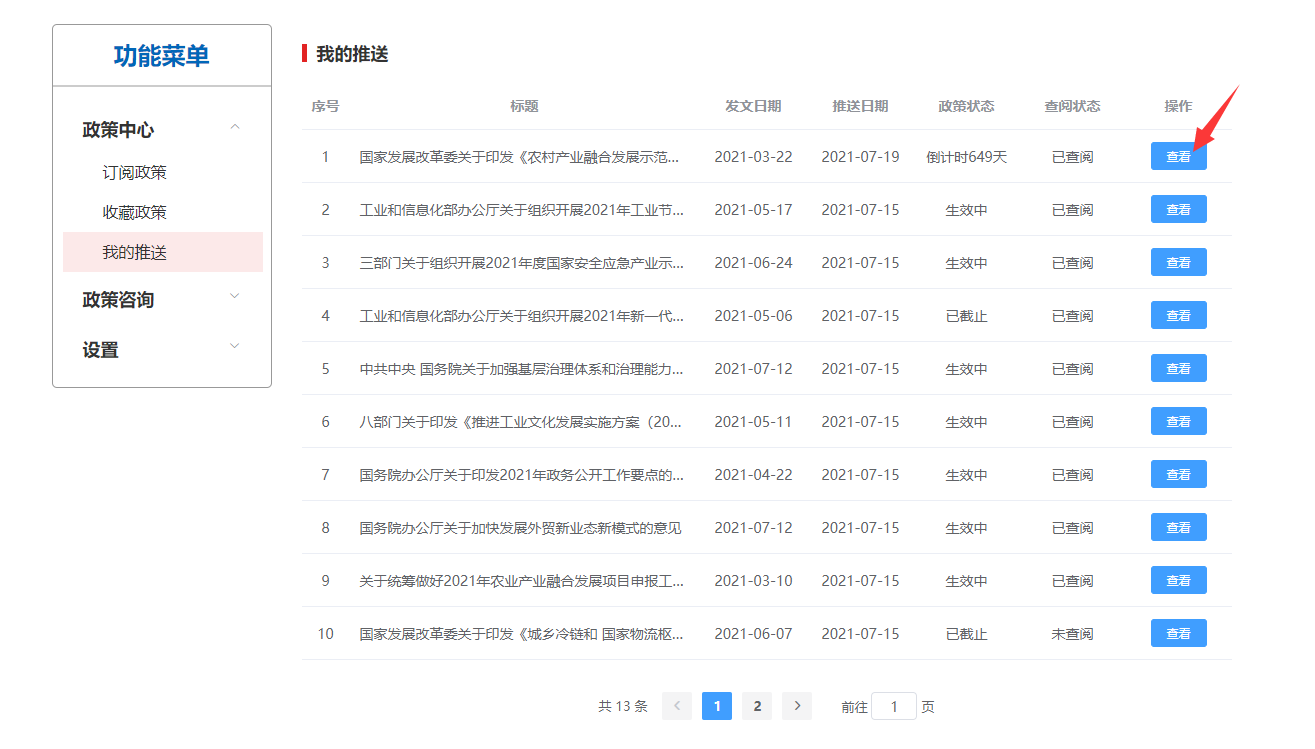 功能菜单
政策中心
订阅政策
收藏政策
我的推送
政策咨询
设置
我的推送
序号 标题 发文日期 推送日期 政策状态 查阅状态 操作
1 国家发展改革委关于印发《农村产业融合发展示范... 2021-03-22 2021-07-19 倒计时649天 已查阅 查看
2 工业和信息化部办公厅关于组织开展2021年工业节... 2021-05-17 2021-07-15 生效中 已查阅 查看
3 三部门关于组织开展2021年度国家安全应急产业示... 2021-06-24 2021-07-15 生效中 已查阅 查看
4 工业和信息化部办公厅关于组织开展2021年新一代... 2021-05-06 2021-07-15 已截止 已查阅 查看
5 中共中央 国务院关于加强基层治理体系和治理能力... 2021-07-12 2021-07-15 生效中 已查阅 查看
6 八部门关于印发《推进工业文化发展实施方案（20... 2021-05-11 2021-07-15 生效中 已查阅 查看
7 国务院办公厅关于印发2021年政务公开工作要点的... 2021-04-22 2021-07-15 生效中 已查阅 查看
8 国务院办公厅关于加快发展外贸新业态新模式的意见 2021-07-12 2021-07-15 生效中 已查阅 查看
9 关于统筹做好2021年农业产业融合发展项目申报工... 2021-03-10 2021-07-15 生效中 已查阅 查看
10 国家发展改革委关于印发《城乡冷链和 国家物流枢... 2021-06-07 2021-07-15 已截止 未查阅 查看
共 13 条 1 2 前往 1 页